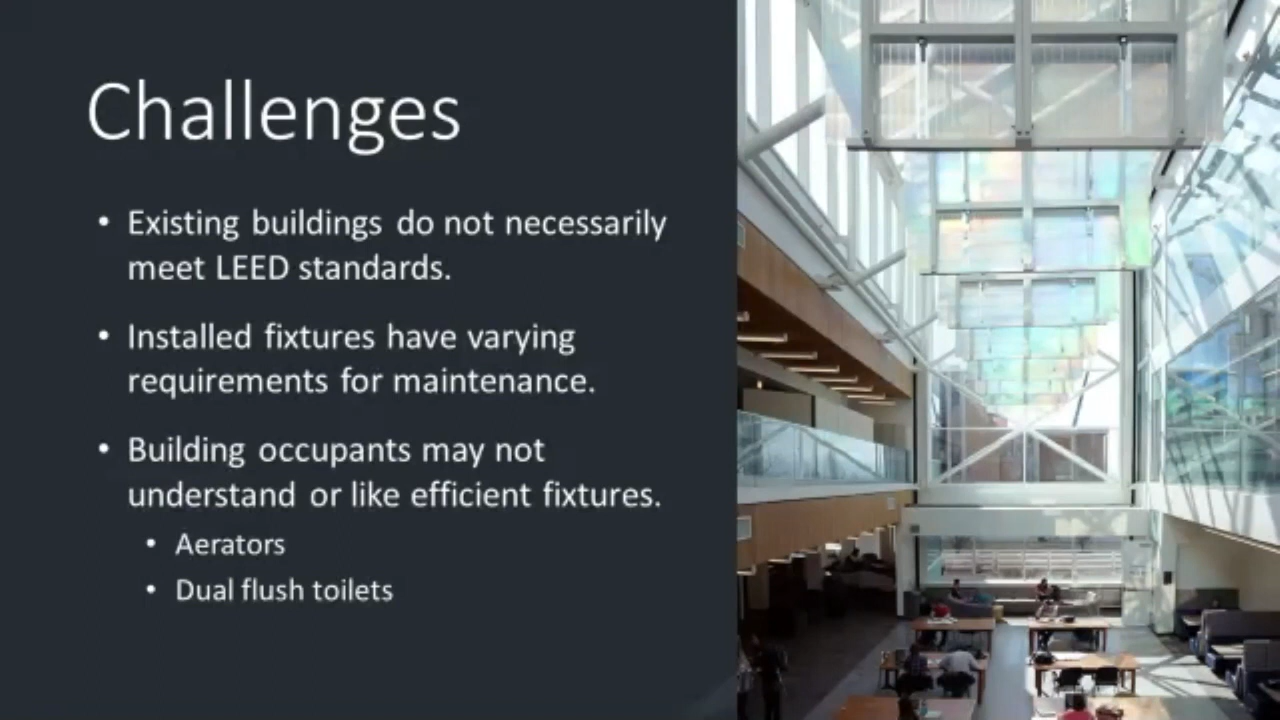 Challenges
• Existing buildings do not necessarily
meet LEED standards.
• Installed fixtures have varying
requirements for maintenance.
• Building occupants may not
understand or like efficient fixtures.
• Aerators
• Dual flush toilets